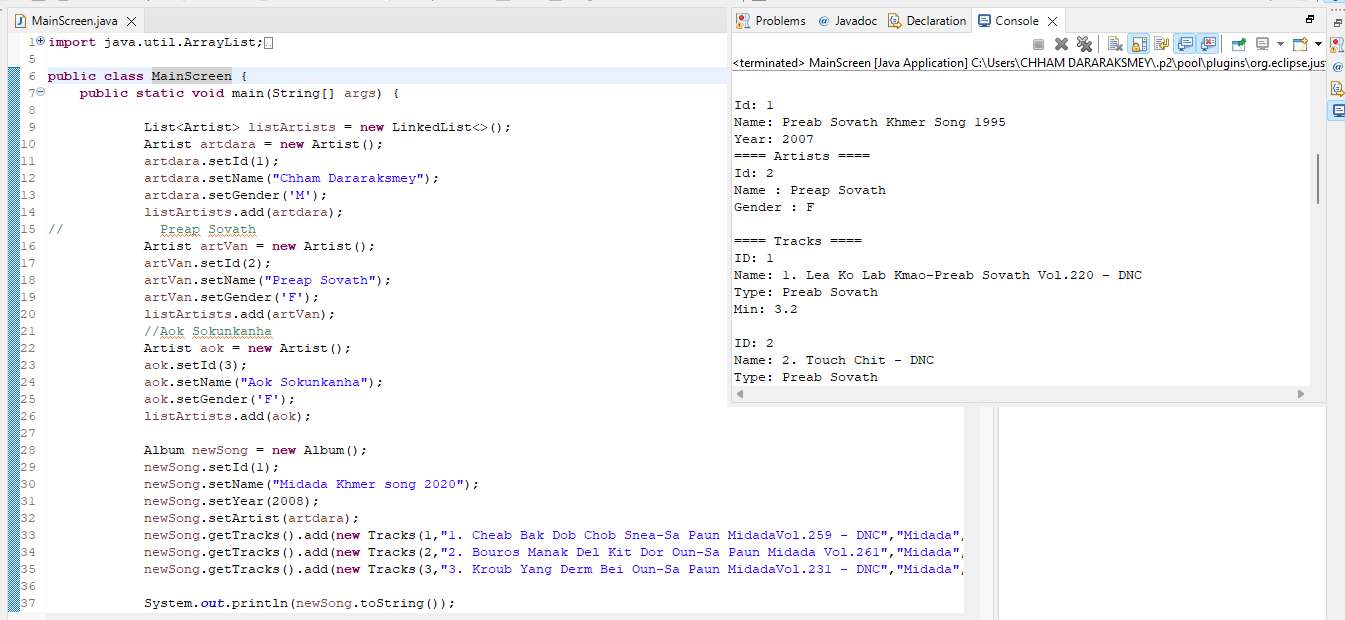 MainScreen.java
1 import java.util.ArrayList;
5
6 public class MainScreen {
7 public static void main(String[] args) {
8
9 List<Artist> listArtists = new LinkedList<>();
10 Artist artdara = new Artist();
11 artdara.setId(1);
12 artdara.setName("Chham Dararaksmey");
13 artdara.setGender('M');
14 listArtists.add(artdara);
15 // Preap Sovath
16 Artist artVan = new Artist();
17 artVan.setId(2);
18 artVan.setName("Preap Sovath");
19 artVan.setGender('F');
20 listArtists.add(artVan);
21 //Aok Sokunkanha
22 Artist aok = new Artist();
23 aok.setId(3);
24 aok.setName("Aok Sokunkanha");
25 aok.setGender('F');
26 listArtists.add(aok);
27
28 Album newSong = new Album();
29 newSong.setId(1);
30 newSong.setName("Midada Khmer song 2020");
31 newSong.setYear(2008);
32 newSong.setArtist(artdara);
33 newSong.getTracks().add(new Tracks(1,"1. Cheab Bak Dob Chob Snea-Sa Paun MidadaVol.259 - DNC","Midada",
34 newSong.getTracks().add(new Tracks(2,"2. Bouros Manak Del Kit Dor Oun-Sa Paun Midada Vol.261","Midada",
35 newSong.getTracks().add(new Tracks(3,"3. Kroub Yang Derm Bei Oun-Sa Paun MidadaVol.231 - DNC","Midada",
36
37 System.out.println(newSong.toString());
Problems @ Javadoc Declaration Console
<terminated> MainScreen [Java Application] C:\Users\CHHAM DARARAKSMEY\.p2\pool\plugins\org.eclipse.jus
Id: 1
Name: Preab Sovath Khmer Song 1995
Year: 2007
==== Artists ====
Id: 2
Name : Preap Sovath
Gender : F
==== Tracks ====
ID: 1
Name: 1. Lea Ko Lab Kmao-Preab Sovath Vol.220 - DNC
Type: Preab Sovath
Min: 3.2
ID: 2
Name: 2. Touch Chit - DNC
Type: Preab Sovath